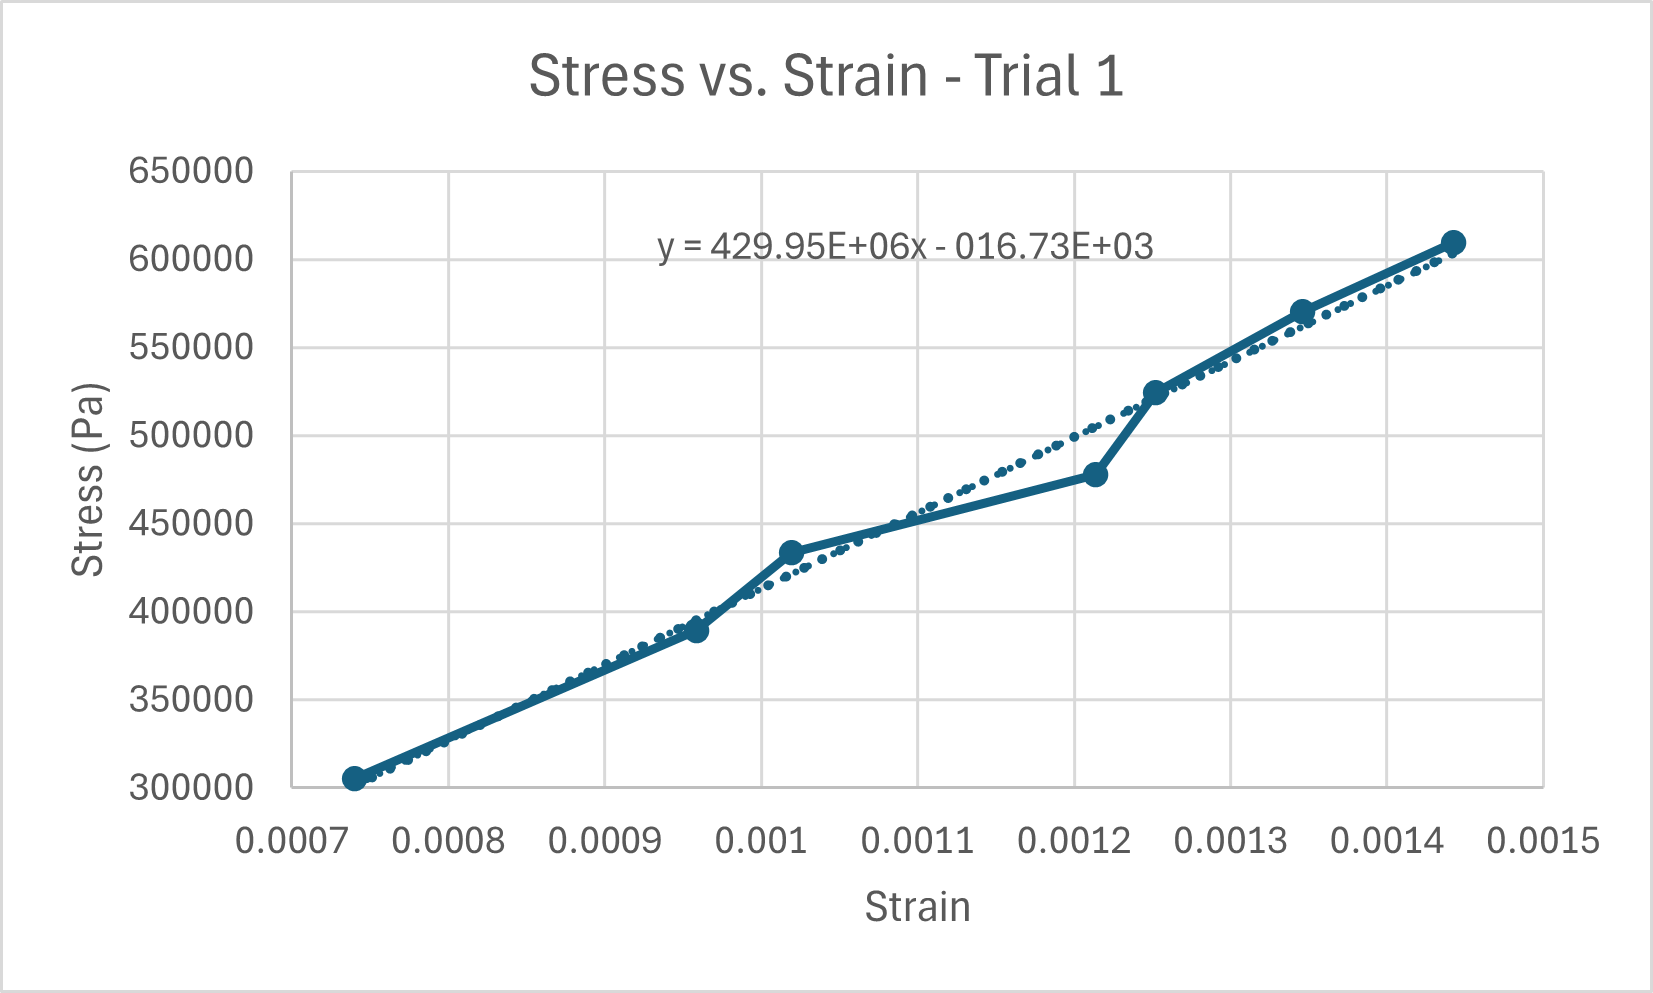 Stress vs. Strain - Trial 1
y = 429.95E+06x - 016.73E+03
650000
600000
550000
500000
450000
400000
350000
300000
Stress (Pa)
0.0007 0.0008 0.0009 0.001 0.0011 0.0012 0.0013 0.0014 0.0015
Strain